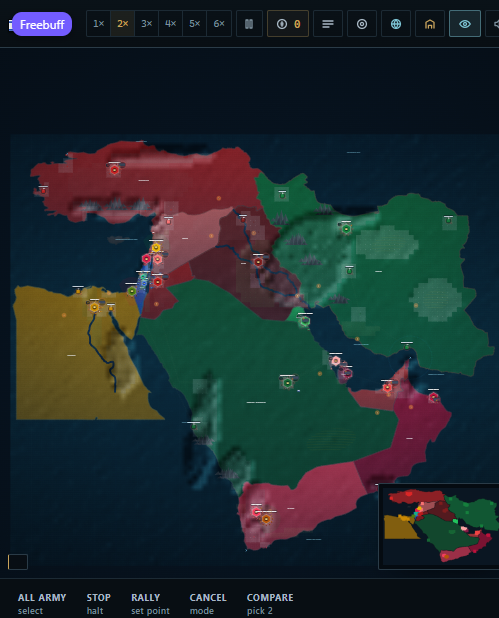 Freebuff
1× 2× 3× 4× 5× 6× 0
ALL ARMY STOP RALLY CANCEL COMPARE
select halt set point mode pick 2